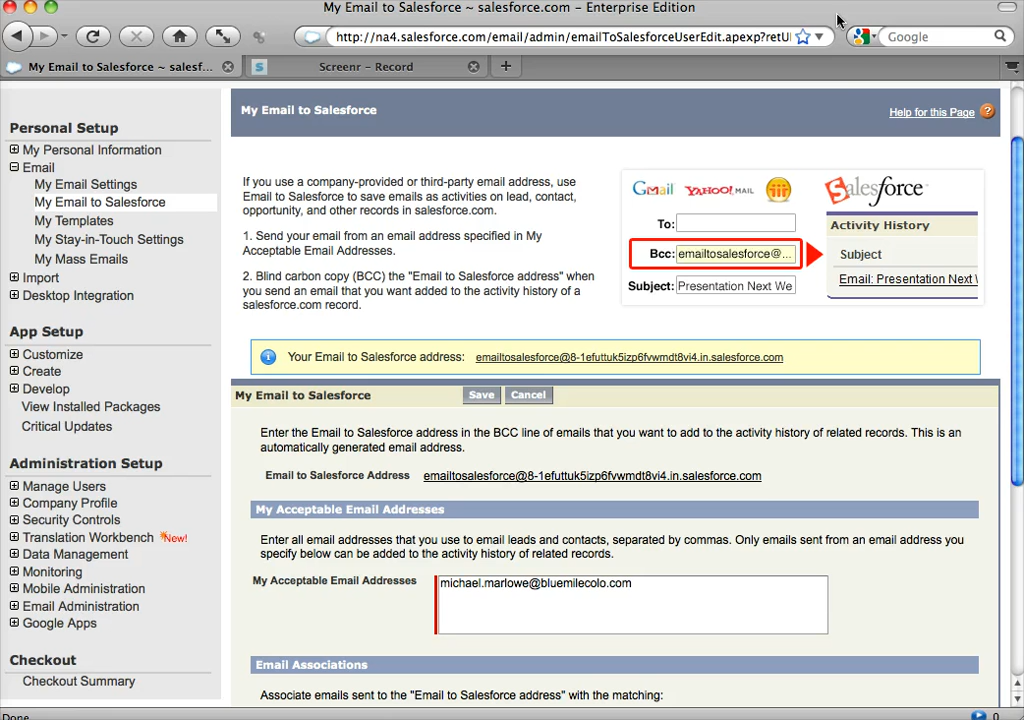 My Email to Salesforce ~ salesforce.com - Enterprise Edition
http://na4.salesforce.com/email/admin/emailToSalesforceUserEdit.apexp?retU
Google
My Email to Salesforce ~ salesf...
S
Screenr - Record
My Email to Salesforce
Help for this Page ?
Personal Setup
My Personal Information
Email
My Email Settings
My Email to Salesforce
My Templates
My Stay-in-Touch Settings
My Mass Emails
Import
Desktop Integration
App Setup
Customize
Create
Develop
View Installed Packages
Critical Updates
Administration Setup
Manage Users
Company Profile
Security Controls
Translation Workbench New!
Data Management
Monitoring
Mobile Administration
Email Administration
Google Apps
Checkout
Checkout Summary
If you use a company-provided or third-party email address, use
Email to Salesforce to save emails as activities on lead, contact,
opportunity, and other records in salesforce.com.
1. Send your email from an email address specified in My
Acceptable Email Addresses.
2. Blind carbon copy (BCC) the "Email to Salesforce address" when
you send an email that you want added to the activity history of a
salesforce.com record.
Gmail YAHOO! MAIL
To:
Bcc: emailtosalesforce@...
Subject: Presentation Next We
Salesforce
Activity History
Subject
Email: Presentation Next W
Your Email to Salesforce address: emailtosalesforce@8-1efuttuk5izp6fvwmdt8vi4.in.salesforce.com
My Email to Salesforce Save Cancel
Enter the Email to Salesforce address in the BCC line of emails that you want to add to the activity history of related records. This is an
automatically generated email address.
Email to Salesforce Address emailtosalesforce@8-1efuttuk5izp6fvwmdt8vi4.in.salesforce.com
My Acceptable Email Addresses
Enter all email addresses that you use to email leads and contacts, separated by commas. Only emails sent from an email address you
specify below can be added to the activity history of related records.
My Acceptable Email Addresses michael.marlowe@bluemilecolo.com
Email Associations
Associate emails sent to the "Email to Salesforce address" with the matching:
Done
0